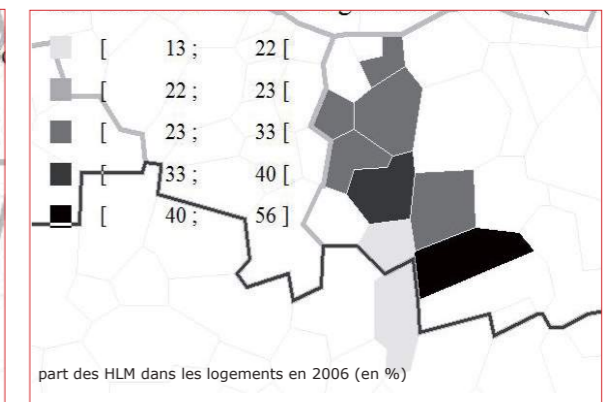 [ 13 ; 22 [
[ 22 ; 23 [
[ 23 ; 33 [
[ 33 ; 40 [
[ 40 ; 56 ]
part des HLM dans les logements en 2006 (en %)